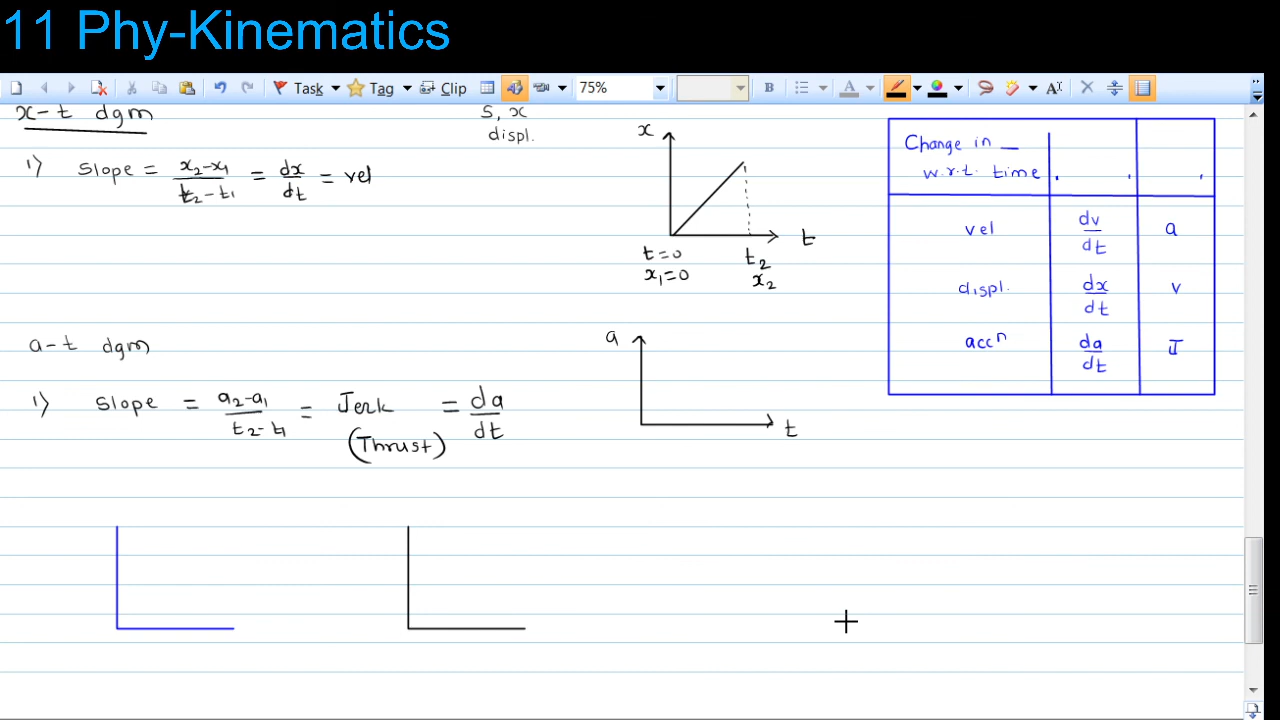 11 Phy-Kinematics
Task Tag Clip 75% B A A
x-t dgm
s, x
displ.
1) Slope = x2-x1 / t2-t1 = dx/dt = vel
x
t
t=0
x1=0
t2
x2
a-t dgm
1) Slope = a2-a1 / t2-t1 = Jerk = da/dt
(Thrust)
a
t
Change in _
w.r.t. time
vel dv/dt a
displ. dx/dt v
accn da/dt J